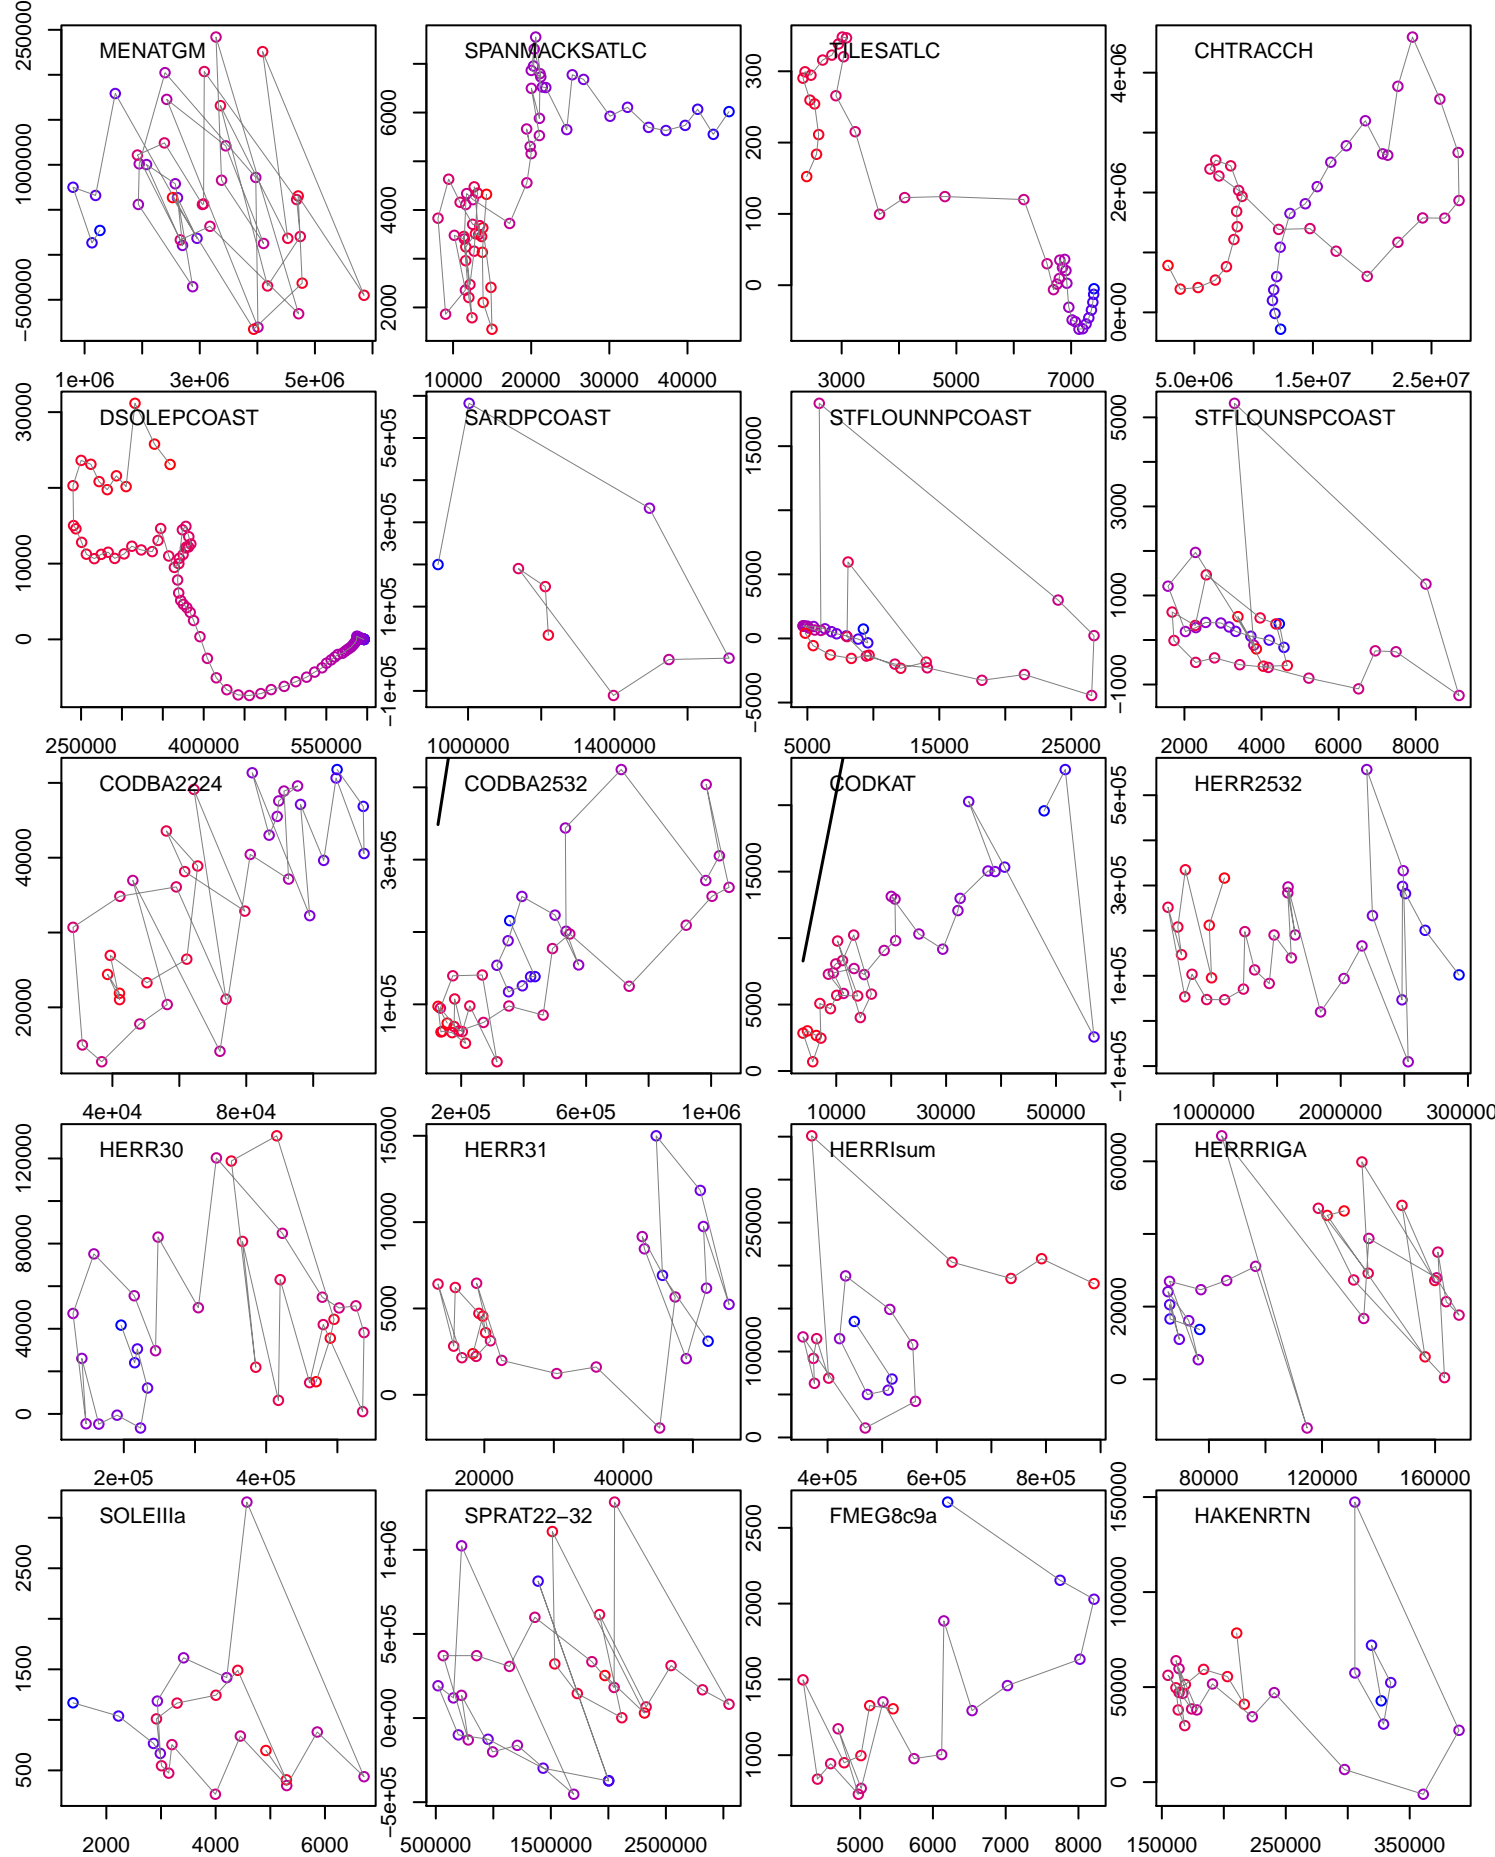 MENATGM
SPANMACKSATLC
TILESATLC
CHTRACCH
−500000 1000000 2500000
2000 4000 6000
0 100 200 300
0e+00 2e+06 4e+06
1e+06 3e+06 5e+06
10000 20000 30000 40000
3000 5000 7000
5.0e+06 1.5e+07 2.5e+07
DSOLEPCOAST
SARDPCOAST
STFLOUNNPCOAST
STFLOUNSPCOAST
0 10000 30000
−1e+05 1e+05 3e+05 5e+05
−5000 0 5000 15000
−1000 1000 3000 5000
250000 400000 550000
1000000 1400000
5000 15000 25000
2000 4000 6000 8000
CODBA2224
CODBA2532
CODKAT
HERR2532
20000 40000
1e+05 3e+05
0 5000 15000
−1e+05 1e+05 3e+05 5e+05
4e+04 8e+04
2e+05 6e+05 1e+06
10000 30000 50000
1000000 2000000 300000
HERR30
HERR31
HERRIsum
HERRRIGA
0 40000 80000 120000
0 5000 10000 15000
0 100000 250000
0 20000 60000
2e+05 4e+05
20000 40000
4e+05 6e+05 8e+05
80000 120000 160000
SOLEIIIa
SPRAT22−32
FMEG8c9a
HAKENRTN
500 1500 2500
−5e+05 0e+00 5e+05 1e+06
1000 1500 2000 2500
0 50000 100000 150000
2000 4000 6000
500000 1500000 2500000
5000 6000 7000 8000
150000 250000 350000